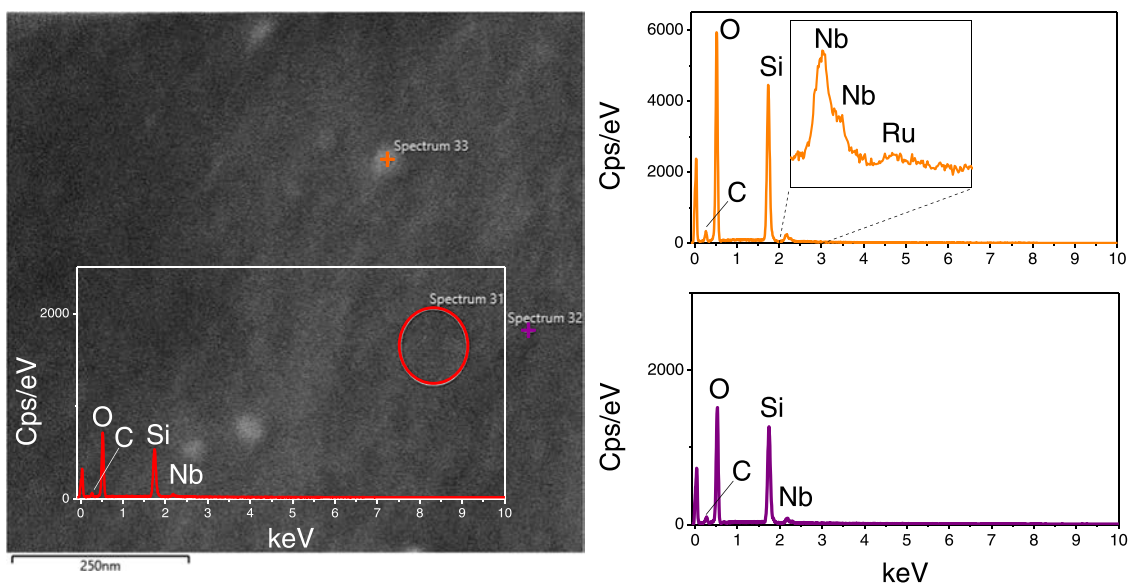 Spectrum 33
Spectrum 31
Spectrum 32
2000
0
Cps/eV
O
C
Si
Nb
1 2 3 4 5 6 7 8 9 10
keV
250nm
6000
4000
2000
0
Cps/eV
O
Si
C
Nb
Nb
Ru
0 1 2 3 4 5 6 7 8 9 10
2000
0
Cps/eV
O
Si
C
Nb
0 1 2 3 4 5 6 7 8 9 10
keV